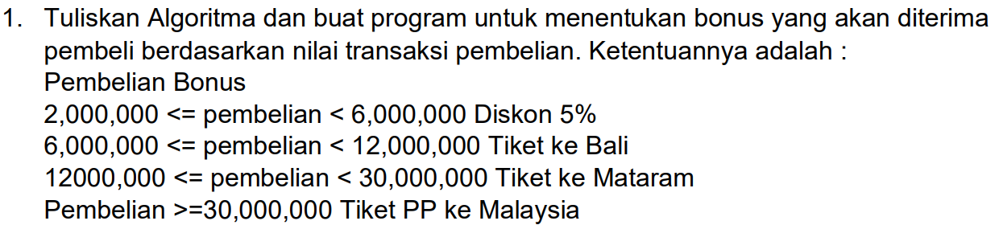 1. Tuliskan Algoritma dan buat program untuk menentukan bonus yang akan diterima
pembeli berdasarkan nilai transaksi pembelian. Ketentuannya adalah :
Pembelian Bonus
2,000,000 <= pembelian < 6,000,000 Diskon 5%
6,000,000 <= pembelian < 12,000,000 Tiket ke Bali
12000,000 <= pembelian < 30,000,000 Tiket ke Mataram
Pembelian >=30,000,000 Tiket PP ke Malaysia